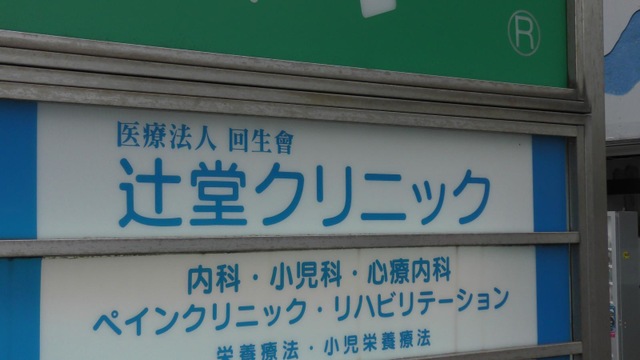 ®
医療法人 回生會
辻堂クリニック
内科・小児科・心療内科
ペインクリニック・リハビリテーション
栄養療法・小児栄養療法